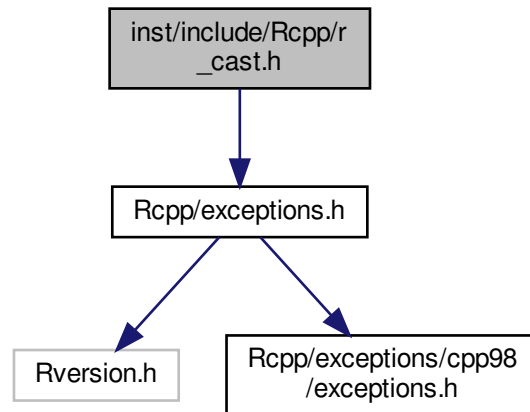 inst/include/Rcpp/r
_cast.h
Rcpp/exceptions.h
Rversion.h
Rcpp/exceptions/cpp98
/exceptions.h